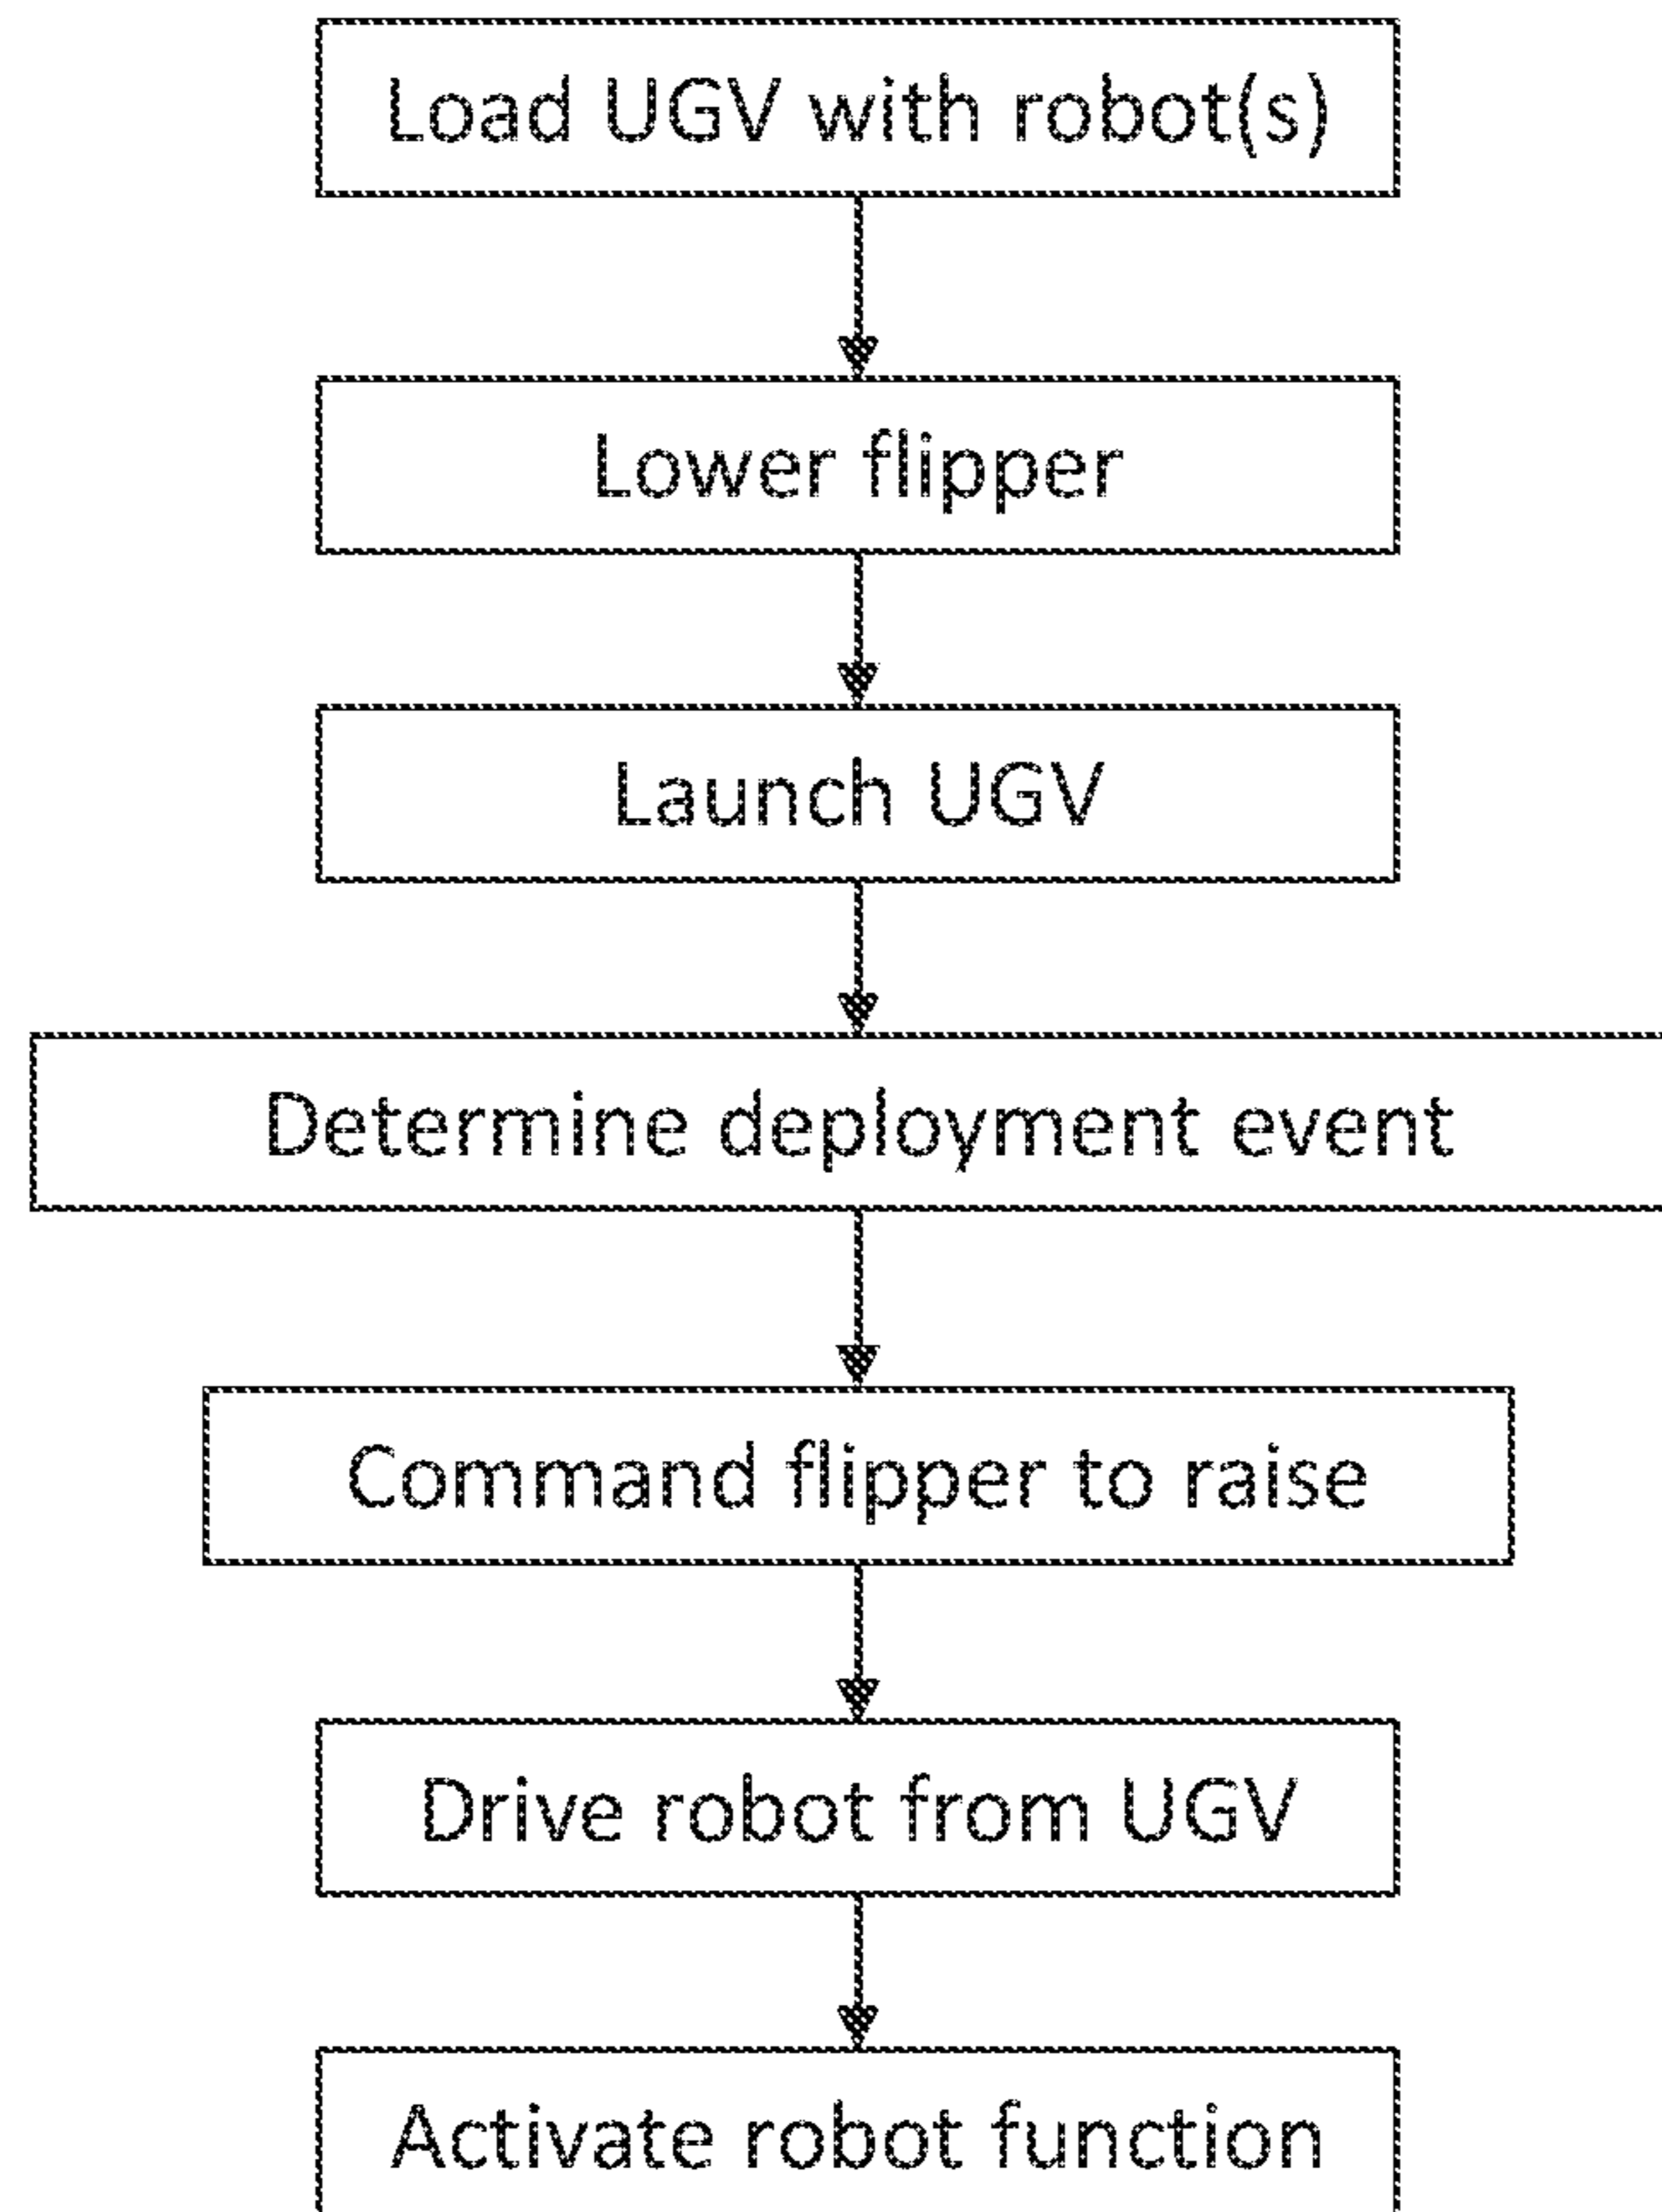 Load UGV with robot(s)
Lower flipper
Launch UGV
Determine deployment event
Command flipper to raise
Drive robot from UGV
Activate robot function